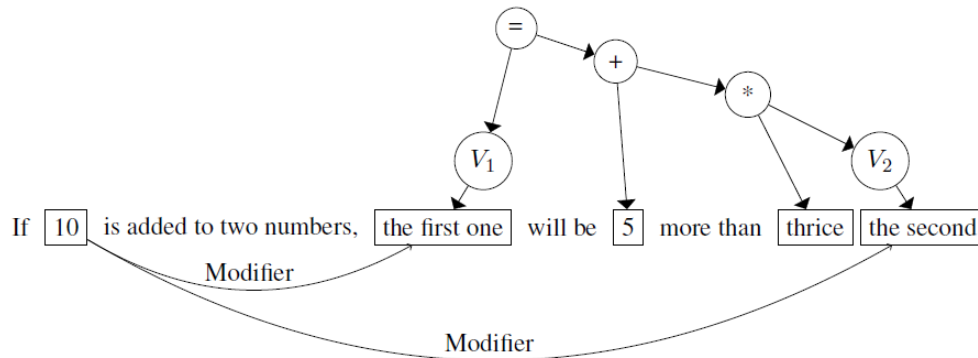 =
+
*
V1
V2
If 10 is added to two numbers, the first one will be 5 more than thrice the second
Modifier
Modifier